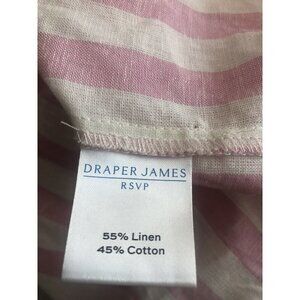 DRAPER JAMES
RSVP
55% Linen
45% Cotton